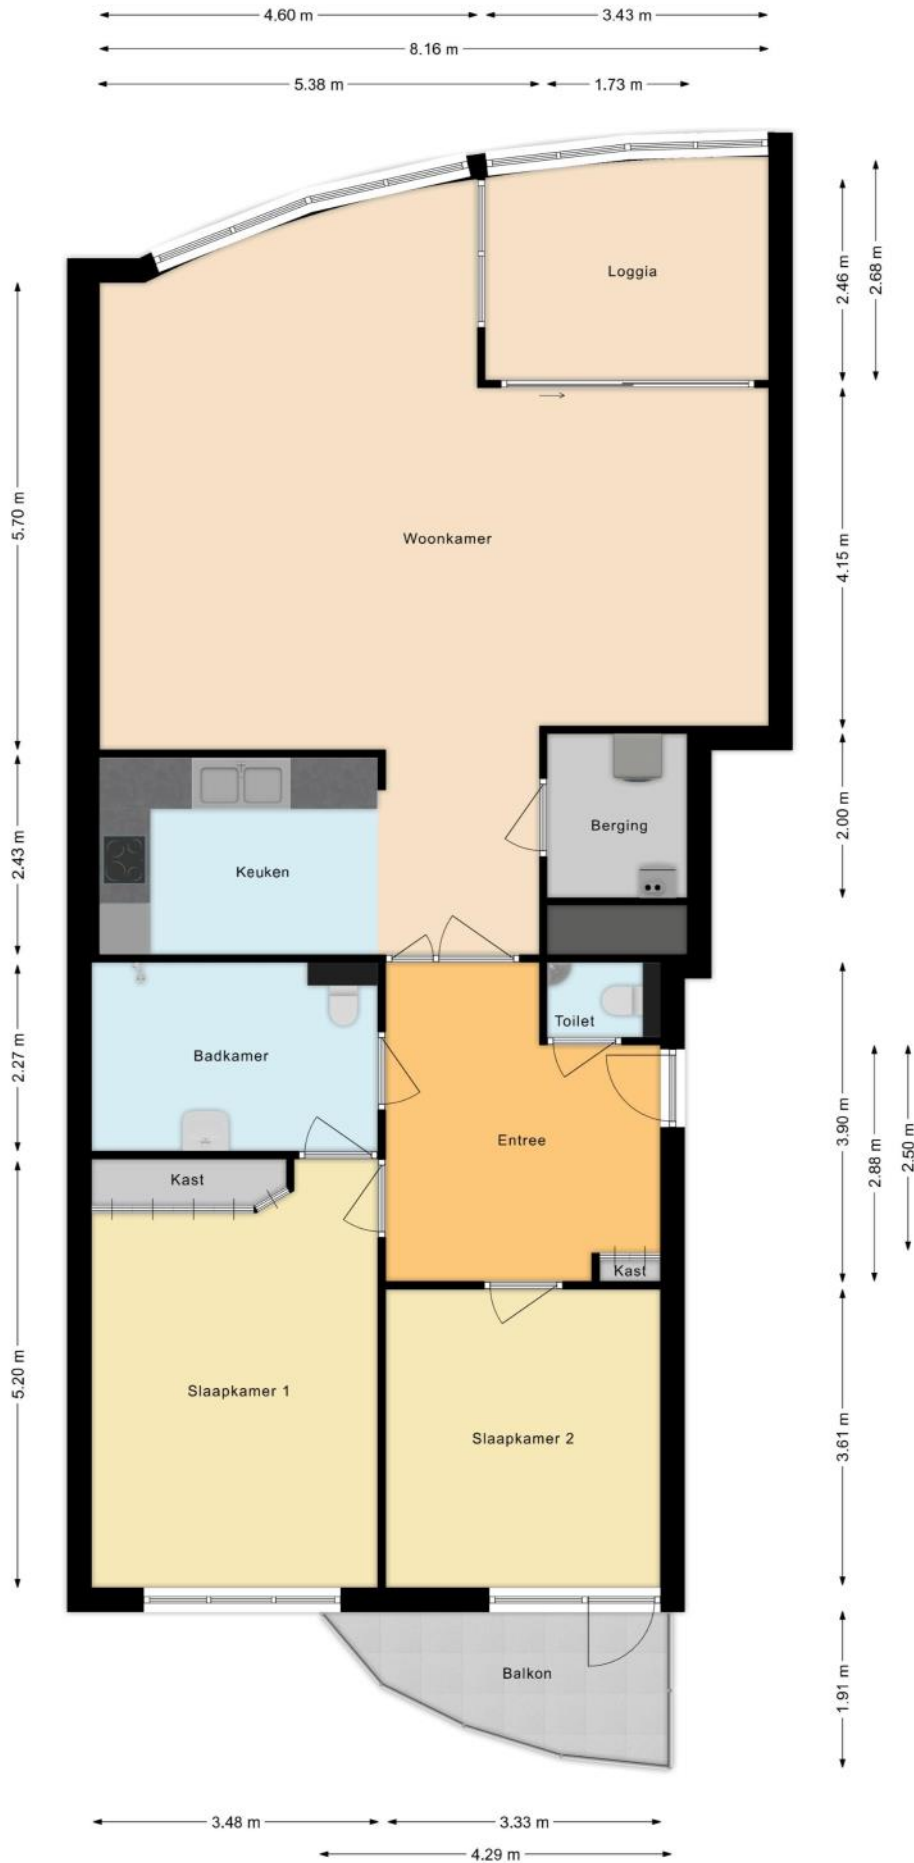 4.60 m
3.43 m
8.16 m
5.38 m
1.73 m
Loggia
2.46 m
2.68 m
5.70 m
Woonkamer
4.15 m
Berging
2.00 m
Keuken
2.43 m
Toilet
Badkamer
2.27 m
Entree
3.90 m
2.88 m
2.50 m
Kast
Kast
5.20 m
Slaapkamer 1
Slaapkamer 2
3.61 m
Balkon
1.91 m
3.48 m
3.33 m
4.29 m